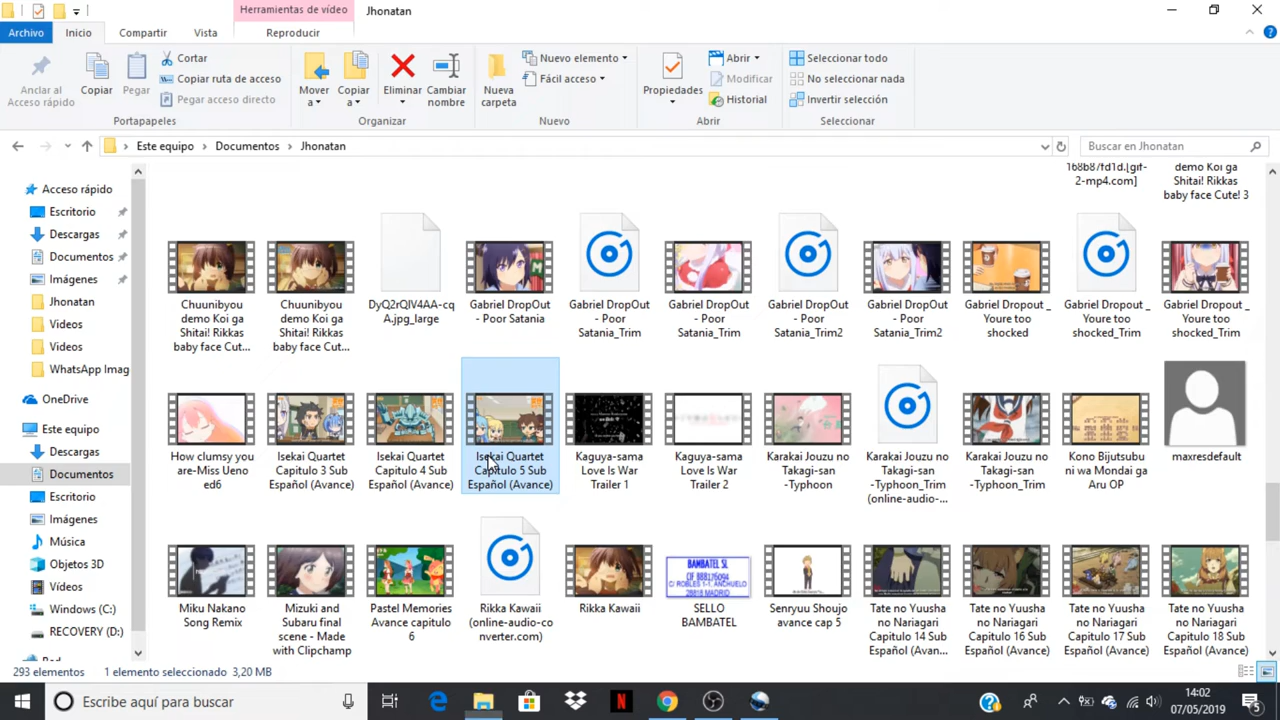 Herramientas de vídeo
Jhonatan
Archivo
Inicio
Compartir
Vista
Reproducir
Anclar al
Acceso rápido
Copiar
Pegar
Cortar
Copiar ruta de acceso
Pegar acceso directo
Portapapeles
Mover
a
Copiar
a
Eliminar
Cambiar
nombre
Organizar
Nueva
carpeta
Nuevo elemento
Fácil acceso
Nuevo
Propiedades
Abrir
Modificar
Historial
Abrir
Seleccionar todo
No seleccionar nada
Invertir selección
Seleccionar
Este equipo > Documentos > Jhonatan
Buscar en Jhonatan
Acceso rápido
Escritorio
Descargas
Documentos
Imágenes
Jhonatan
Videos
Videos
WhatsApp Imag
OneDrive
Este equipo
Descargas
Documentos
Escritorio
Imágenes
Música
Objetos 3D
Vídeos
Windows (C:)
RECOVERY (D:)
168b87fd1d.[gif-
2-mp4.com]
demo Koi ga
Shitai! Rikkas
baby face Cute! 3
Chuunibyou
demo Koi ga
Shitai! Rikkas
baby face Cut...
Chuunibyou
demo Koi ga
Shitai! Rikkas
baby face Cut...
DyQ2rQIV4AA-cq
A.jpg_large
Gabriel DropOut
- Poor Satania
Gabriel DropOut
- Poor
Satania_Trim
Gabriel DropOut
- Poor
Satania_Trim
Gabriel DropOut
- Poor
Satania_Trim2
Gabriel DropOut
- Poor
Satania_Trim2
Gabriel Dropout _
Youre too
shocked
Gabriel Dropout _
Youre too
shocked_Trim
Gabriel Dropout _
Youre too
shocked_Trim
How clumsy you
are-Miss Ueno
ed6
Isekai Quartet
Capitulo 3 Sub
Español (Avance)
Isekai Quartet
Capitulo 4 Sub
Español (Avance)
Isekai Quartet
Capitulo 5 Sub
Español (Avance)
Kaguya-sama
Love Is War
Trailer 1
Kaguya-sama
Love Is War
Trailer 2
Karakai Jouzu no
Takagi-san
-Typhoon
Karakai Jouzu no
Takagi-san
-Typhoon_Trim
(online-audio-...
Karakai Jouzu no
Takagi-san
-Typhoon_Trim
Kono Bijutsubu
ni wa Mondai ga
Aru OP
maxresdefault
Miku Nakano
Song Remix
Mizuki and
Subaru final
scene - Made
with Clipchamp
Pastel Memories
Avance capitulo
6
Rikka Kawaii
(online-audio-co
nverter.com)
Rikka Kawaii
BAMBATEL SL
CIF B88176094
C/ ROBLES 1-1. ANCHUELO
28818 MADRID
SELLO
BAMBATEL
Senryuu Shoujo
avance cap 5
Tate no Yuusha
no Nariagari
Capitulo 14 Sub
Español (Avan...
Tate no Yuusha
no Nariagari
Capitulo 16 Sub
Español (Avance)
Tate no Yuusha
no Nariagari
Capitulo 17 Sub
Español (Avance)
Tate no Yuusha
no Nariagari
Capitulo 18 Sub
Español (Avance)
293 elementos
1 elemento seleccionado 3,20 MB
Escribe aquí para buscar
14:02
07/05/2019
5